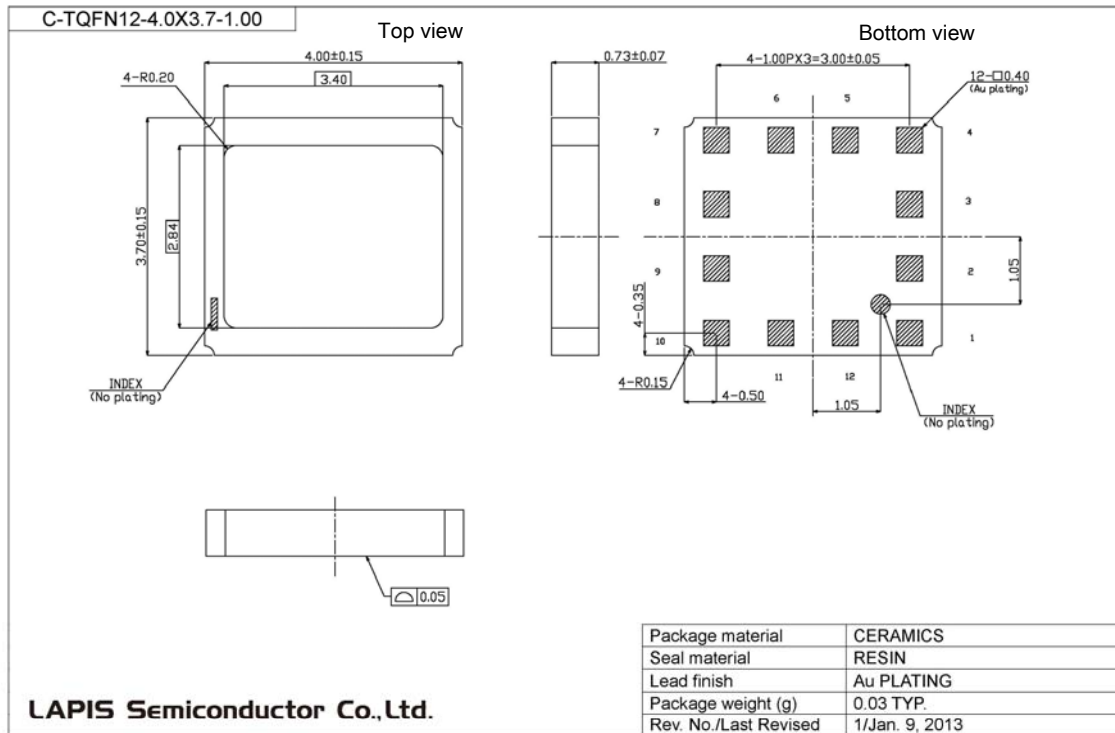 C-TQFN12-4.0X3.7-1.00
Top view
4.00±0.15
3.40
4-R0.20
3.70±0.15
2.84
INDEX
(No plating)
0.73±0.07
Bottom view
4-1.00PX3=3.00±0.05
12-□0.40
(Au plating)
6 5
7 4
8 3
9 2
10 1
11 12
1.05
4-0.35
4-R0.15
4-0.50
1.05
INDEX
(No plating)
0.05
Package material CERAMICS
Seal material RESIN
Lead finish Au PLATING
Package weight (g) 0.03 TYP.
Rev. No./Last Revised 1/Jan. 9, 2013
LAPIS Semiconductor Co.,Ltd.